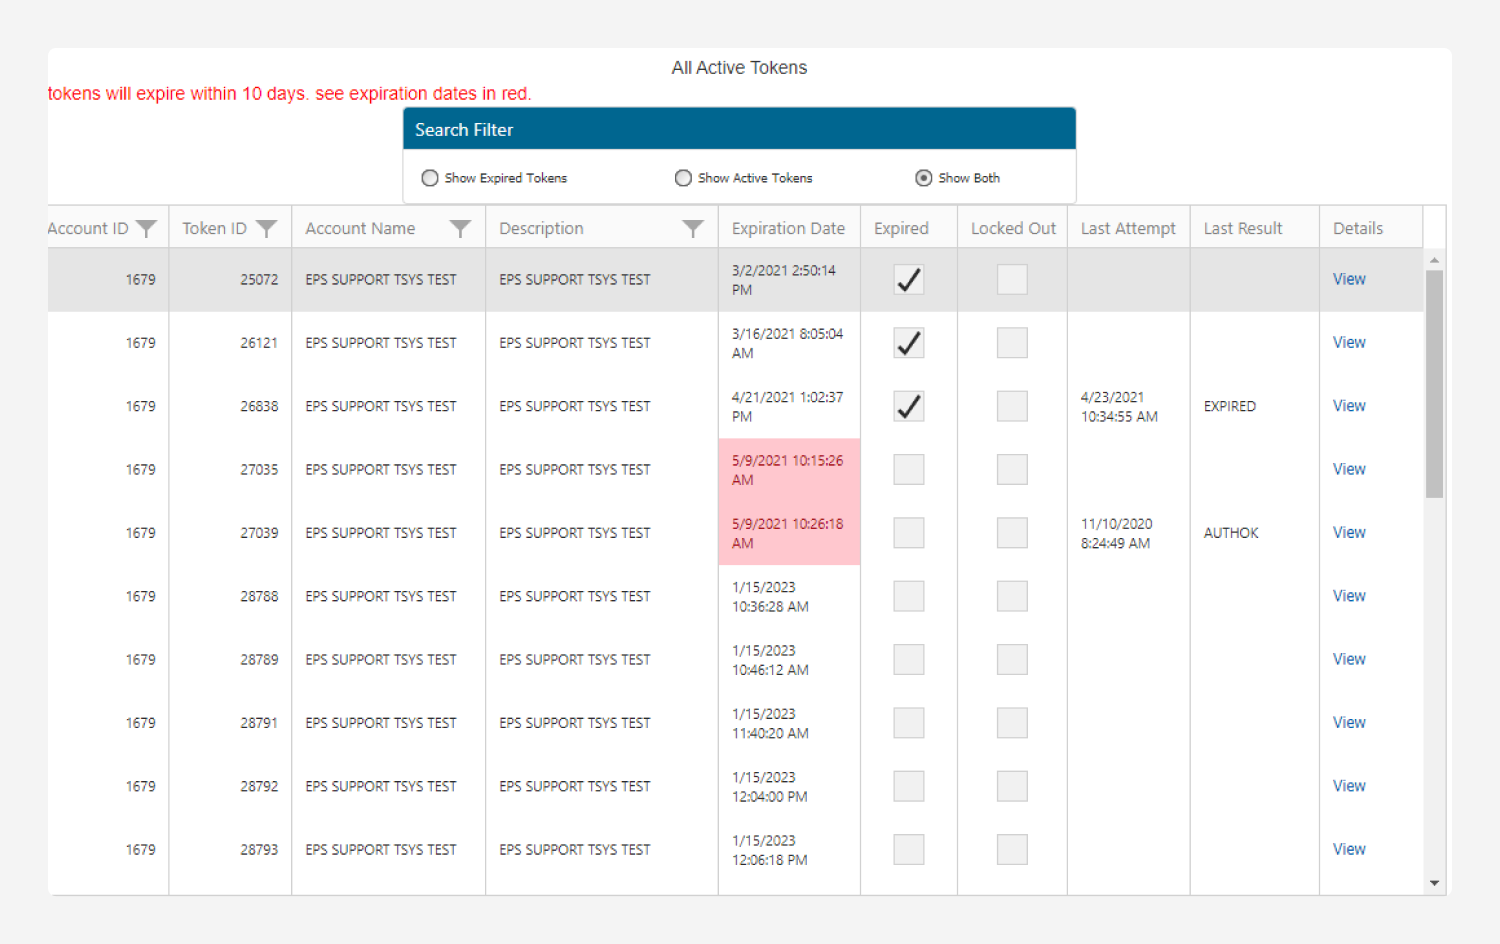 All Active Tokens
tokens will expire within 10 days. see expiration dates in red.
Search Filter
Show Expired Tokens Show Active Tokens Show Both
Account ID Token ID Account Name Description Expiration Date Expired Locked Out Last Attempt Last Result Details
1679 25072 EPS SUPPORT TSYS TEST EPS SUPPORT TSYS TEST 3/2/2021 2:50:14 PM View
1679 26121 EPS SUPPORT TSYS TEST EPS SUPPORT TSYS TEST 3/16/2021 8:05:04 AM View
1679 26838 EPS SUPPORT TSYS TEST EPS SUPPORT TSYS TEST 4/21/2021 1:02:37 PM 4/23/2021 10:34:55 AM EXPIRED View
1679 27035 EPS SUPPORT TSYS TEST EPS SUPPORT TSYS TEST 5/9/2021 10:15:26 AM View
1679 27039 EPS SUPPORT TSYS TEST EPS SUPPORT TSYS TEST 5/9/2021 10:26:18 AM 11/10/2020 8:24:49 AM AUTHOK View
1679 28788 EPS SUPPORT TSYS TEST EPS SUPPORT TSYS TEST 1/15/2023 10:36:28 AM View
1679 28789 EPS SUPPORT TSYS TEST EPS SUPPORT TSYS TEST 1/15/2023 10:46:12 AM View
1679 28791 EPS SUPPORT TSYS TEST EPS SUPPORT TSYS TEST 1/15/2023 11:40:20 AM View
1679 28792 EPS SUPPORT TSYS TEST EPS SUPPORT TSYS TEST 1/15/2023 12:04:00 PM View
1679 28793 EPS SUPPORT TSYS TEST EPS SUPPORT TSYS TEST 1/15/2023 12:06:18 PM View